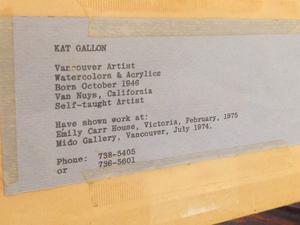 KAT GALLON
Vancouver Artist
Watercolors & Acrylics
Born October 1946
Van Nuys, California
Self-taught Artist
Have shown work at:
Emily Carr House, Victoria, February, 1975
Mido Gallery, Vancouver, July 1974.
Phone: 738-5405
or 736-5601